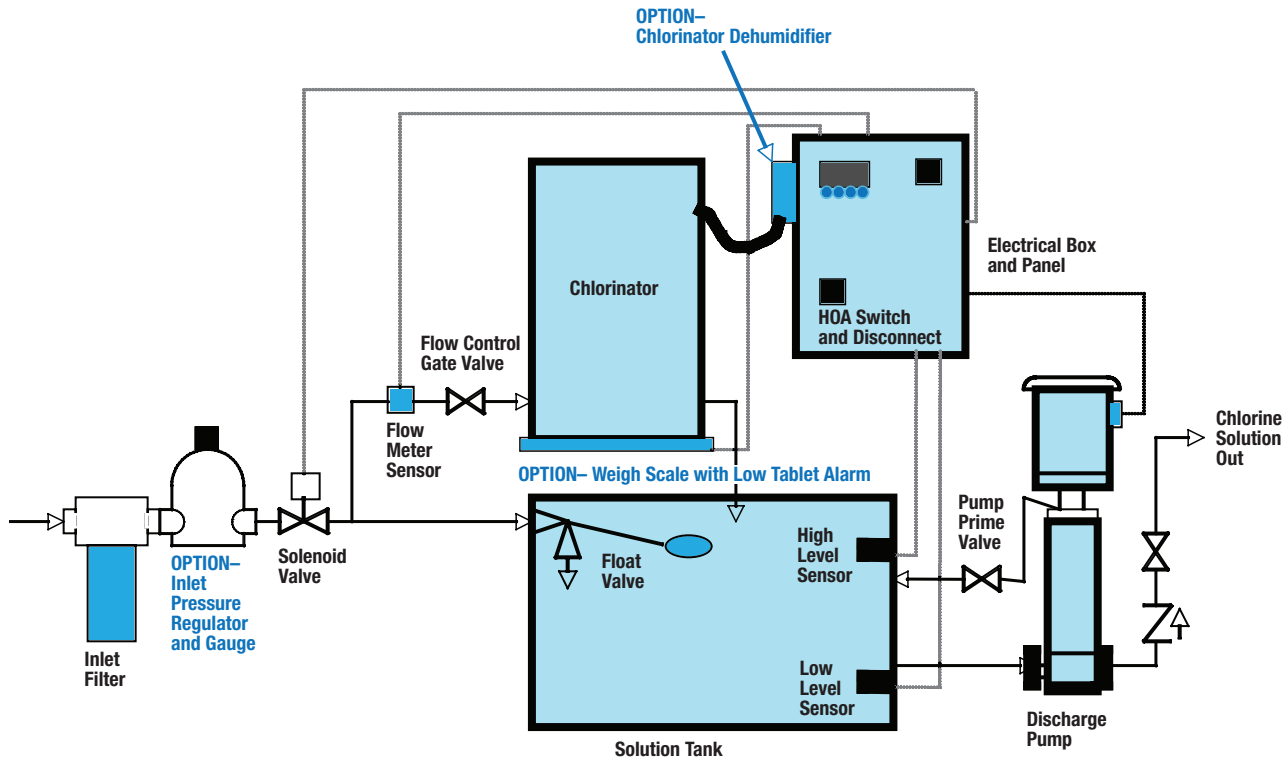 OPTION–
Chlorinator Dehumidifier
Electrical Box
and Panel
Chlorinator
HOA Switch
and Disconnect
Flow Control
Gate Valve
Flow
Meter
Sensor
Chlorine
Solution
Out
OPTION– Weigh Scale with Low Tablet Alarm
Pump
Prime
Valve
High
Level
Sensor
Float
Valve
Solenoid
Valve
OPTION–
Inlet
Pressure
Regulator
and Gauge
Inlet
Filter
Low
Level
Sensor
Discharge
Pump
Solution Tank